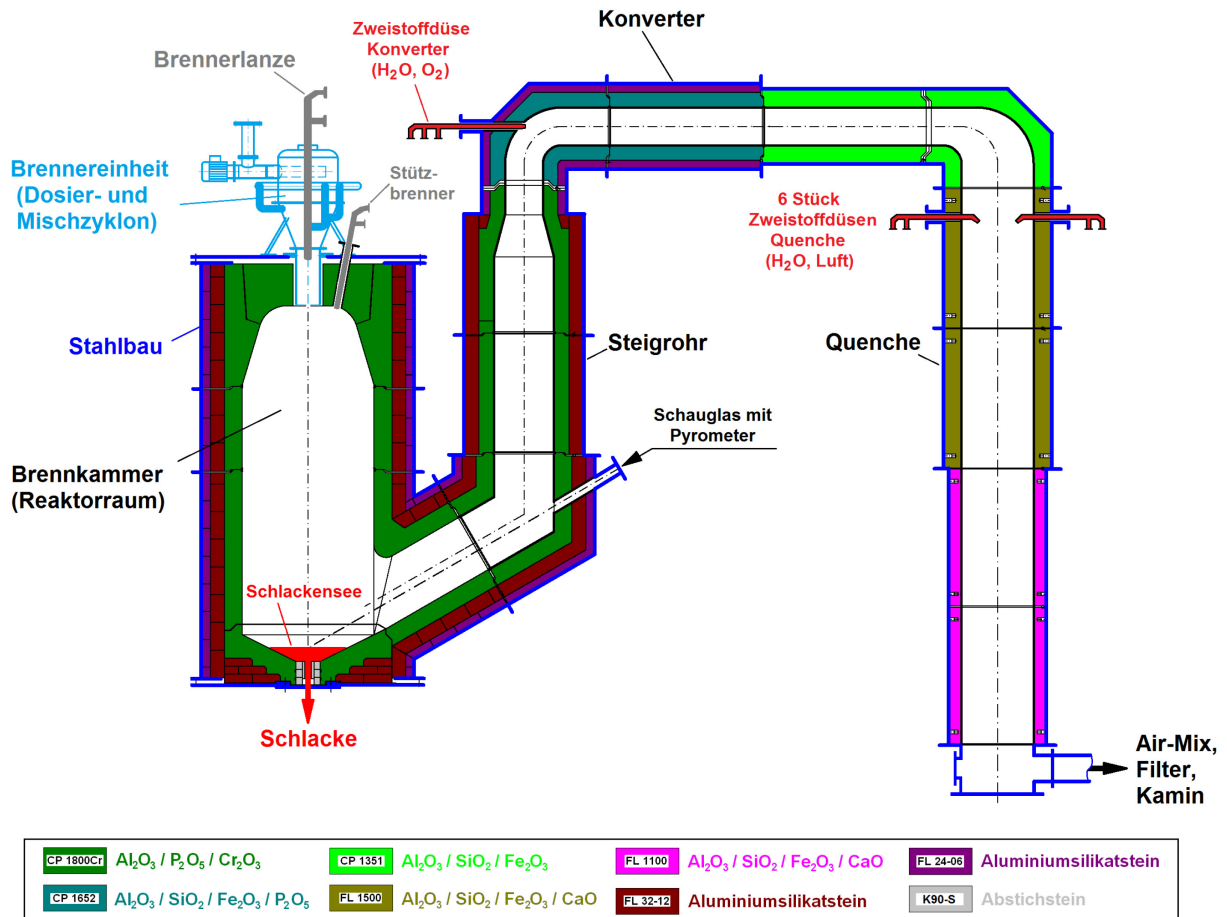 Konverter
Zweistoffdüse
Konverter
(H₂O, O₂)
Brennerlanze
Brennereinheit
(Dosier- und
Mischzyklon)
Stütz-
brenner
6 Stück
Zweistoffdüsen
Quenche
(H₂O, Luft)
Stahlbau
Steigrohr
Quenche
Schauglas mit
Pyrometer
Brennkammer
(Reaktorraum)
Schlackensee
Schlacke
Air-Mix,
Filter,
Kamin
CP 1800Cr Al₂O₃ / P₂O₅ / Cr₂O₃
CP 1351 Al₂O₃ / SiO₂ / Fe₂O₃
FL 1100 Al₂O₃ / SiO₂ / Fe₂O₃ / CaO
FL 24-06 Aluminiumsilikatstein
CP 1652 Al₂O₃ / SiO₂ / Fe₂O₃ / P₂O₅
FL 1500 Al₂O₃ / SiO₂ / Fe₂O₃ / CaO
FL 32-12 Aluminiumsilikatstein
K90-S Abstichstein